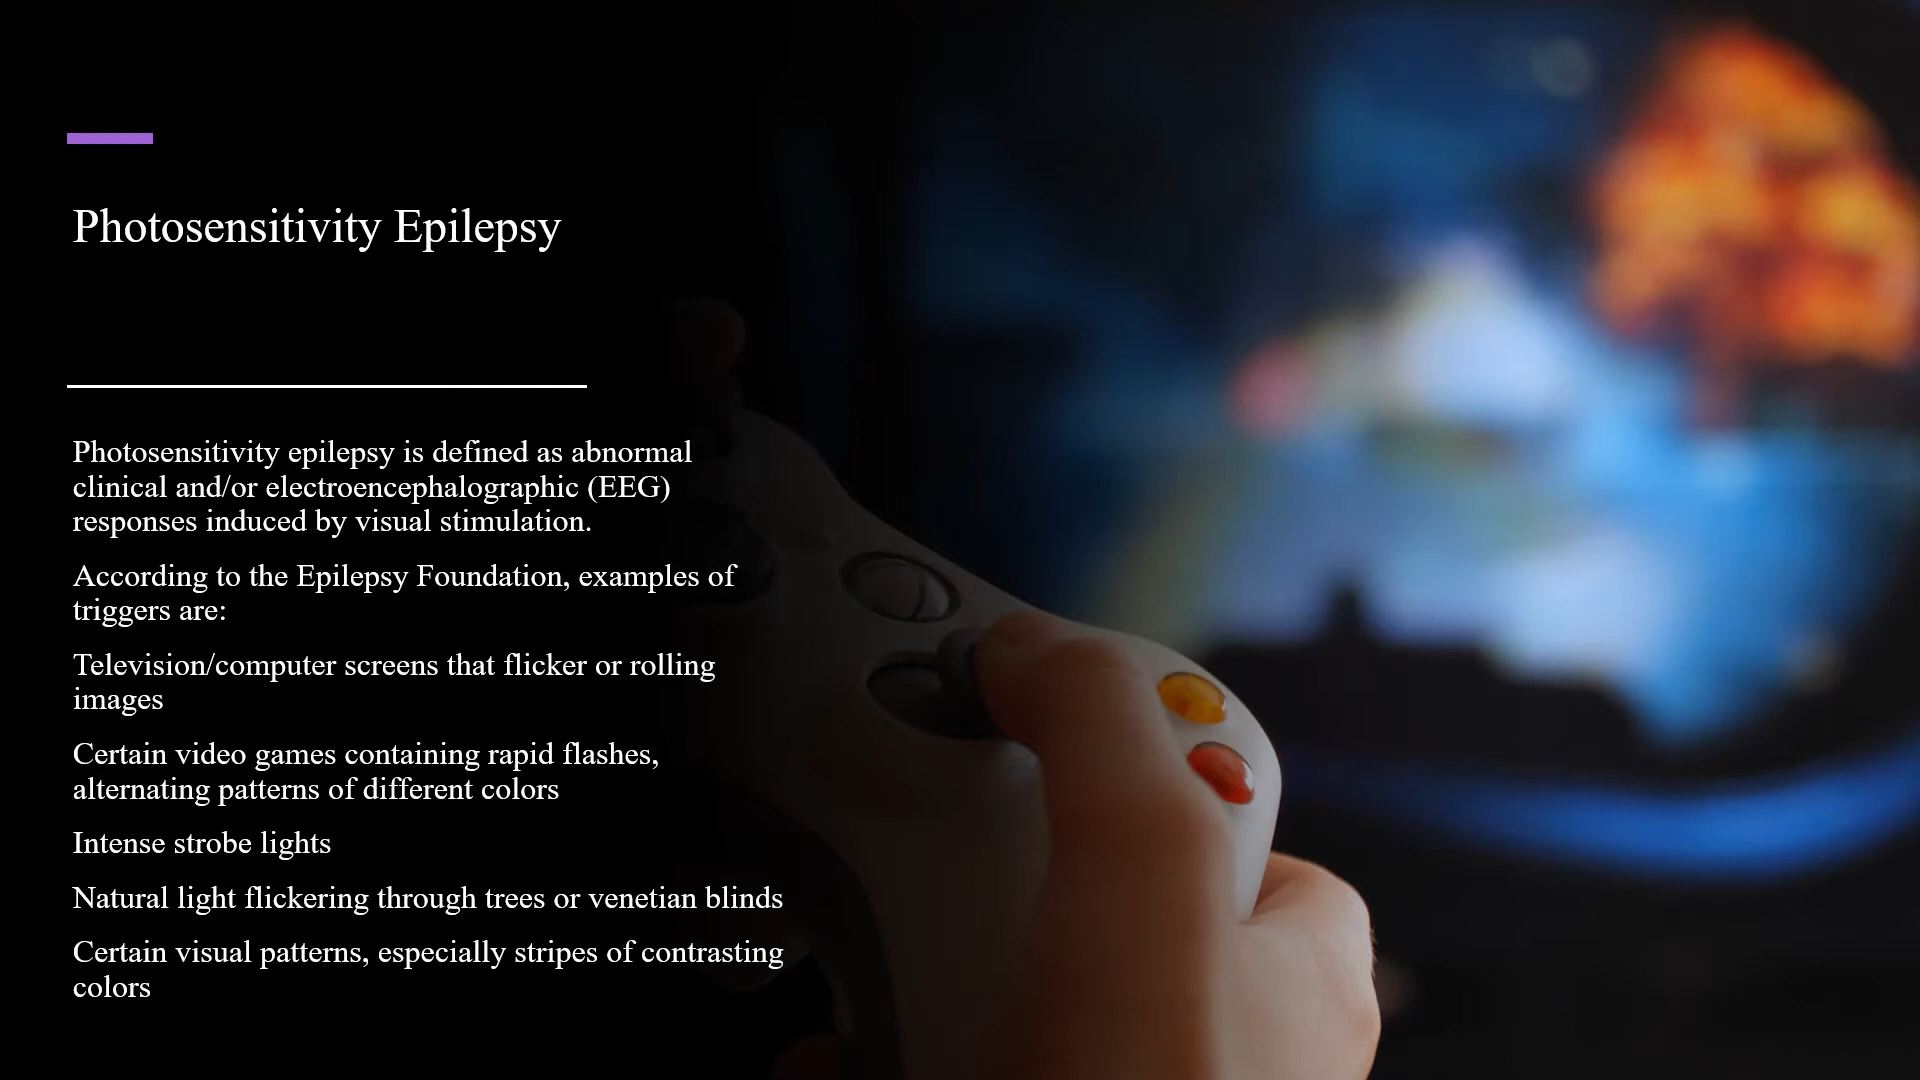 Photosensitivity Epilepsy
Photosensitivity epilepsy is defined as abnormal
clinical and/or electroencephalographic (EEG)
responses induced by visual stimulation.
According to the Epilepsy Foundation, examples of
triggers are:
Television/computer screens that flicker or rolling
images
Certain video games containing rapid flashes,
alternating patterns of different colors
Intense strobe lights
Natural light flickering through trees or venetian blinds
Certain visual patterns, especially stripes of contrasting
colors